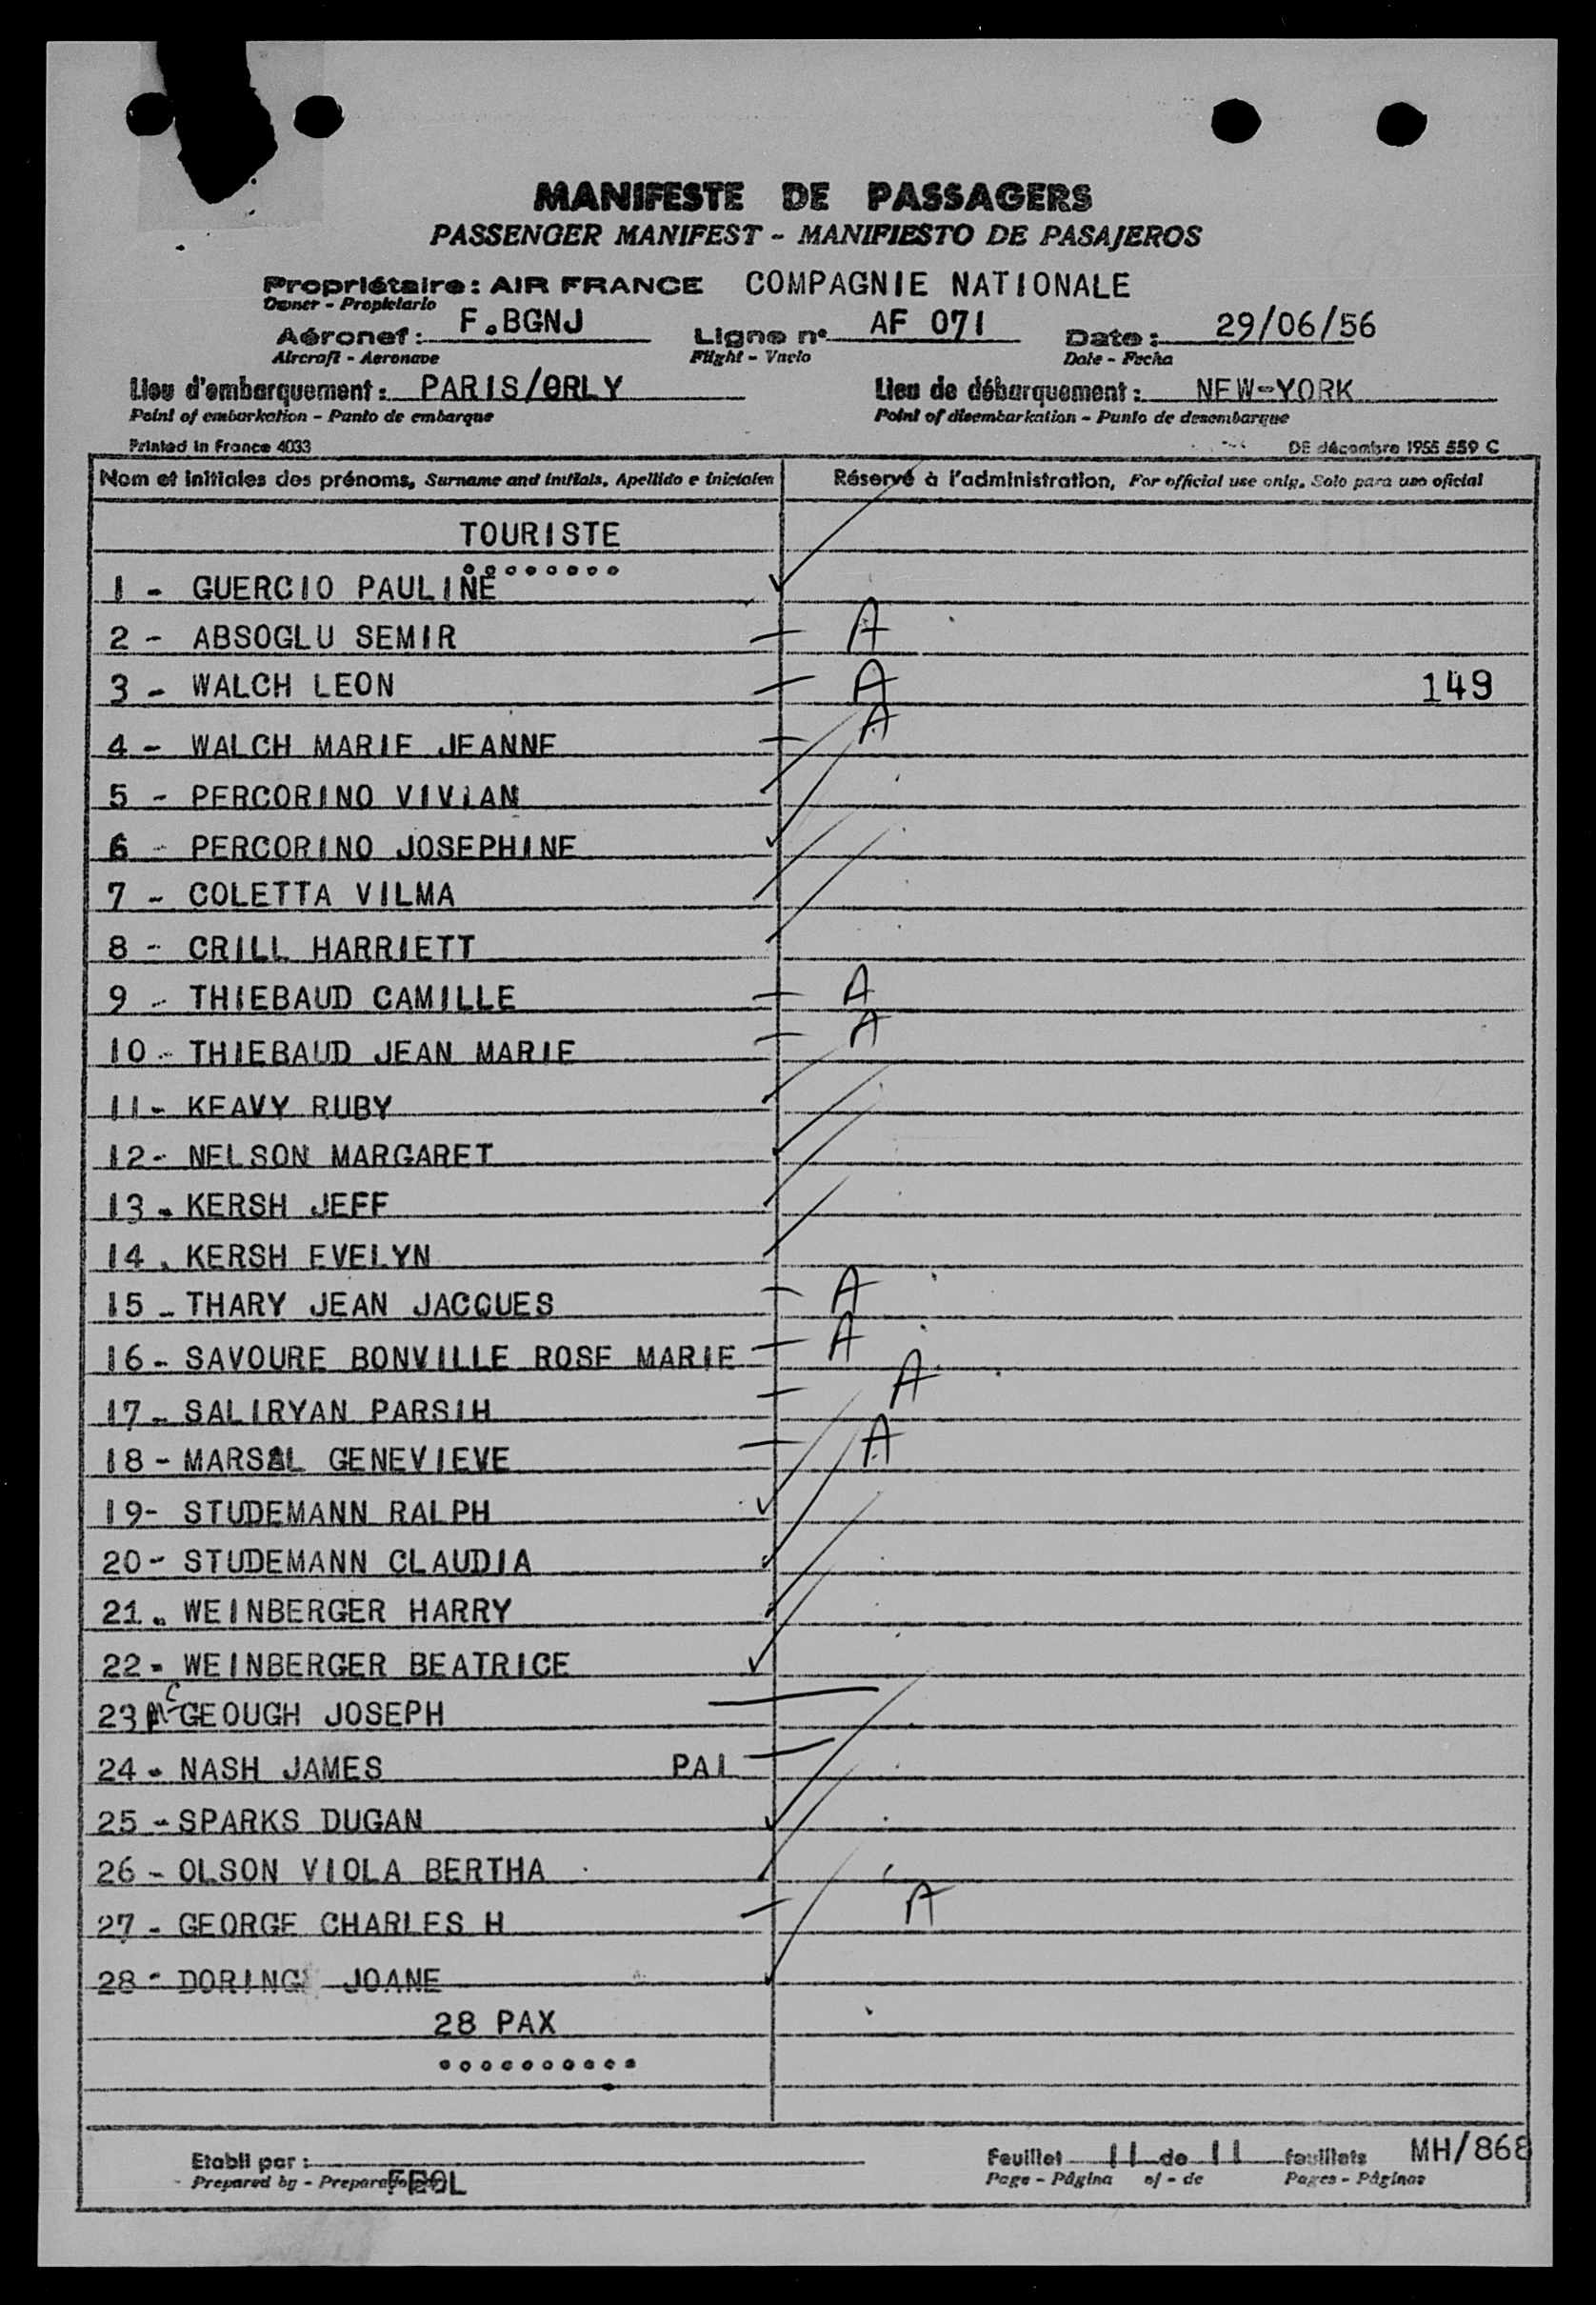 MANIFESTE DE PASSAGERS
PASSENGER MANIFEST - MANIFIESTO DE PASAJEROS
Propriétaire : AIR FRANCE COMPAGNIE NATIONALE
Owner - Propietario
Aéronef : F.BGNJ Ligne n° AF 071 Date : 29/06/56
Aircraft - Aeronave Flight - Vuelo Date - Fecha
Lieu d'embarquement : PARIS/ORLY Lieu de débarquement : NEW-YORK
Point of embarkation - Punto de embarque Point of disembarkation - Punto de desembarque
Printed in France 4033 DE décembre 1955 559 C
Nom et initiales des prénoms, Surname and initials, Apellido e iniciales Réservé à l'administration, For official use only, Solo para uso oficial
TOURISTE
1 - GUERCIO PAULINE
2 - ABSOGLU SEMIR A
3 - WALCH LEON A 149
4 - WALCH MARIE JEANNE A
5 - PERCORINO VIVIAN
6 - PERCORINO JOSEPHINE
7 - COLETTA VILMA
8 - CRILL HARRIETT
9 - THIEBAUD CAMILLE A
10 - THIEBAUD JEAN MARIE A
11 - KEAVY RUBY
12 - NELSON MARGARET
13 - KERSH JEFF
14 - KERSH EVELYN
15 - THARY JEAN JACQUES A
16 - SAVOURE BONVILLE ROSE MARIE A
17 - SALIRYAN PARSIH A
18 - MARSAL GENEVIEVE A
19 - STUDEMANN RALPH
20 - STUDEMANN CLAUDIA
21 - WEINBERGER HARRY
22 - WEINBERGER BEATRICE
23 Mc GEOUGH JOSEPH
24 - NASH JAMES PAI
25 - SPARKS DUGAN
26 - OLSON VIOLA BERTHA
27 - GEORGE CHARLES H A
28 - DORING JOANE
28 PAX
Etabli par : Feuillet 11 de 11 feuillets MH/868
Prepared by - Page - Página of - de Pages - Páginas